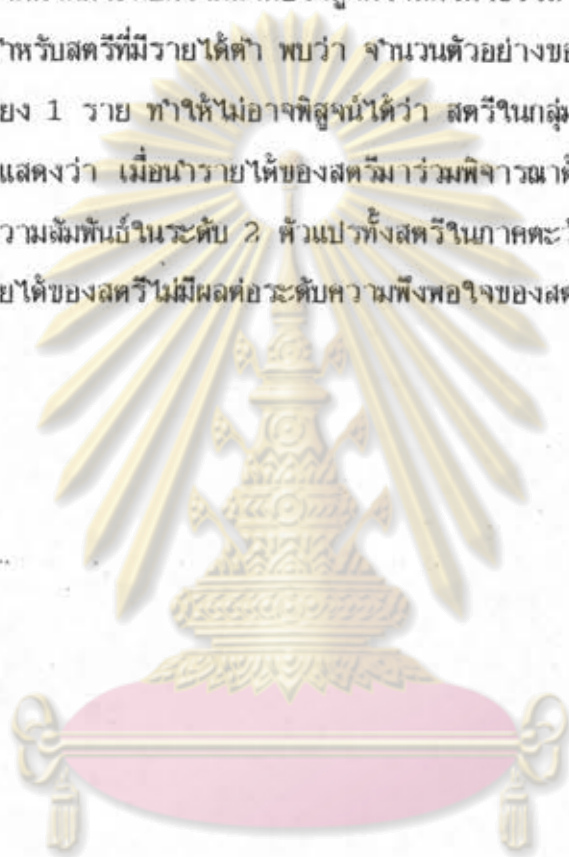 หรับสตรีที่มีรายได้ต่ำ พบว่า จำนวนตัวอย่างขอ
ยง 1 ราย ทำให้ไม่อาจพิสูจน์ได้ว่า สตรีในกลุ่ม
แสดงว่า เมื่อนำรายได้ของสตรีมาร่วมพิจารณาด้
วามสัมพันธ์ในระดับ 2 ตัวแปรทั้งสตรีในภาคตะวั
ยได้ของสตรีไม่มีผลต่อระดับความพึงพอใจของสต